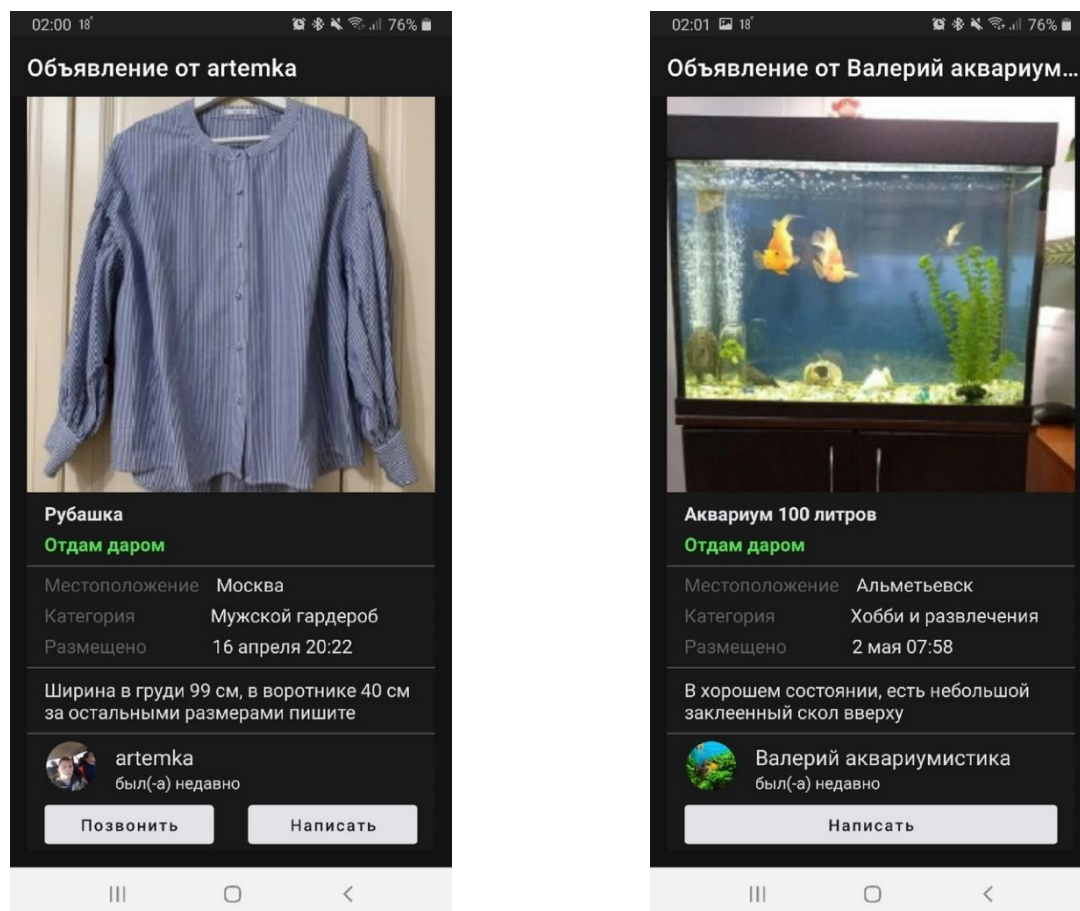 02:00 18° 76%
Объявление от artemka
Рубашка
Отдам даром
Местоположение Москва
Категория Мужской гардероб
Размещено 16 апреля 20:22
Ширина в груди 99 см, в воротнике 40 см
за остальными размерами пишите
artemka
был(-а) недавно
Позвонить Написать
02:01 18° 76%
Объявление от Валерий аквариум...
Аквариум 100 литров
Отдам даром
Местоположение Альметьевск
Категория Хобби и развлечения
Размещено 2 мая 07:58
В хорошем состоянии, есть небольшой
заклеенный скол вверху
Валерий аквариумистика
был(-а) недавно
Написать